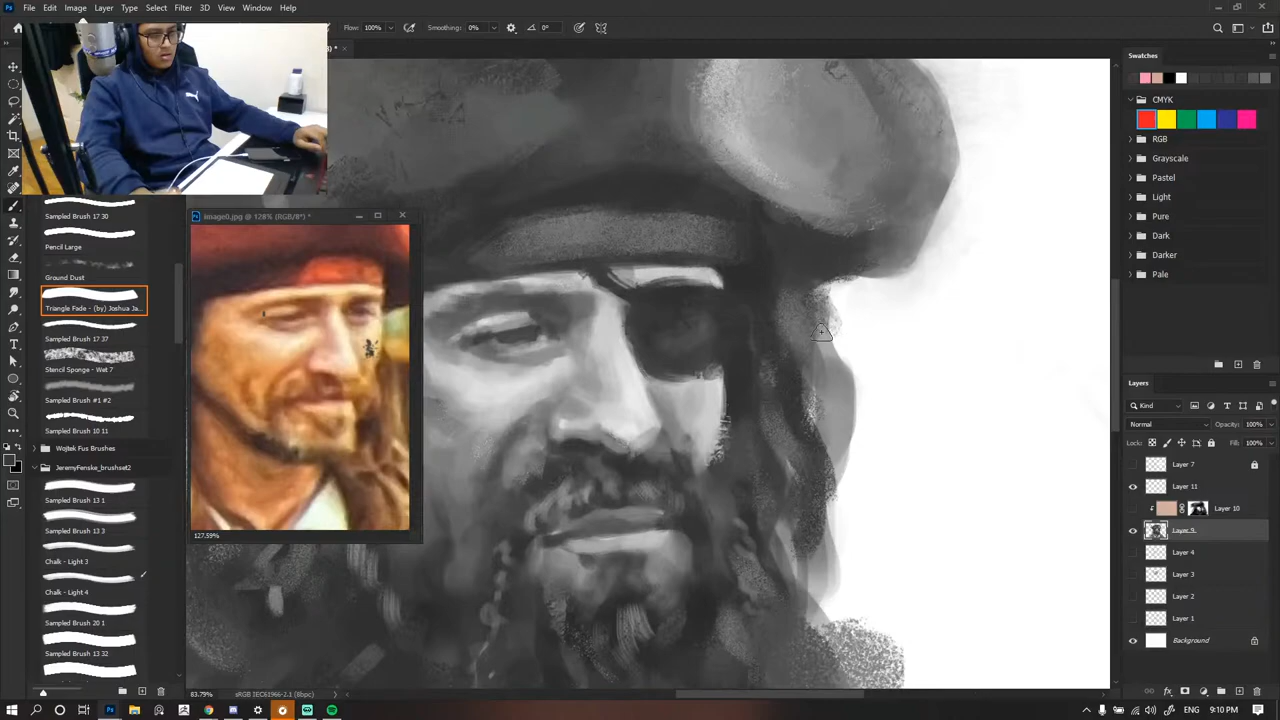 File Edit Image Layer Type Select Filter 3D View Window Help
Flow: 100% Smoothing: 0% 0°
image0.jpg @ 128% (RGB/8*) *
127.59%
Sampled Brush 17 30
Pencil Large
Ground Dust
Triangle Fade - (by) Joshua Ja...
Sampled Brush 17 37
Stencil Sponge - Wet 7
Sampled Brush #1 #2
Sampled Brush 10 11
Wojtek Fus Brushes
JeremyFenske_brushset2
Sampled Brush 13 1
Sampled Brush 13 3
Chalk - Light 3
Chalk - Light 4
Sampled Brush 20 1
Sampled Brush 13 32
Swatches
CMYK
RGB
Grayscale
Pastel
Light
Pure
Dark
Darker
Pale
Layers
Kind
Normal Opacity: 100%
Lock: Fill: 100%
Layer 7
Layer 11
Layer 10
Layer 9
Layer 4
Layer 3
Layer 2
Layer 1
Background
83.79% sRGB IEC61966-2.1 (8bpc)
ENG 9:10 PM